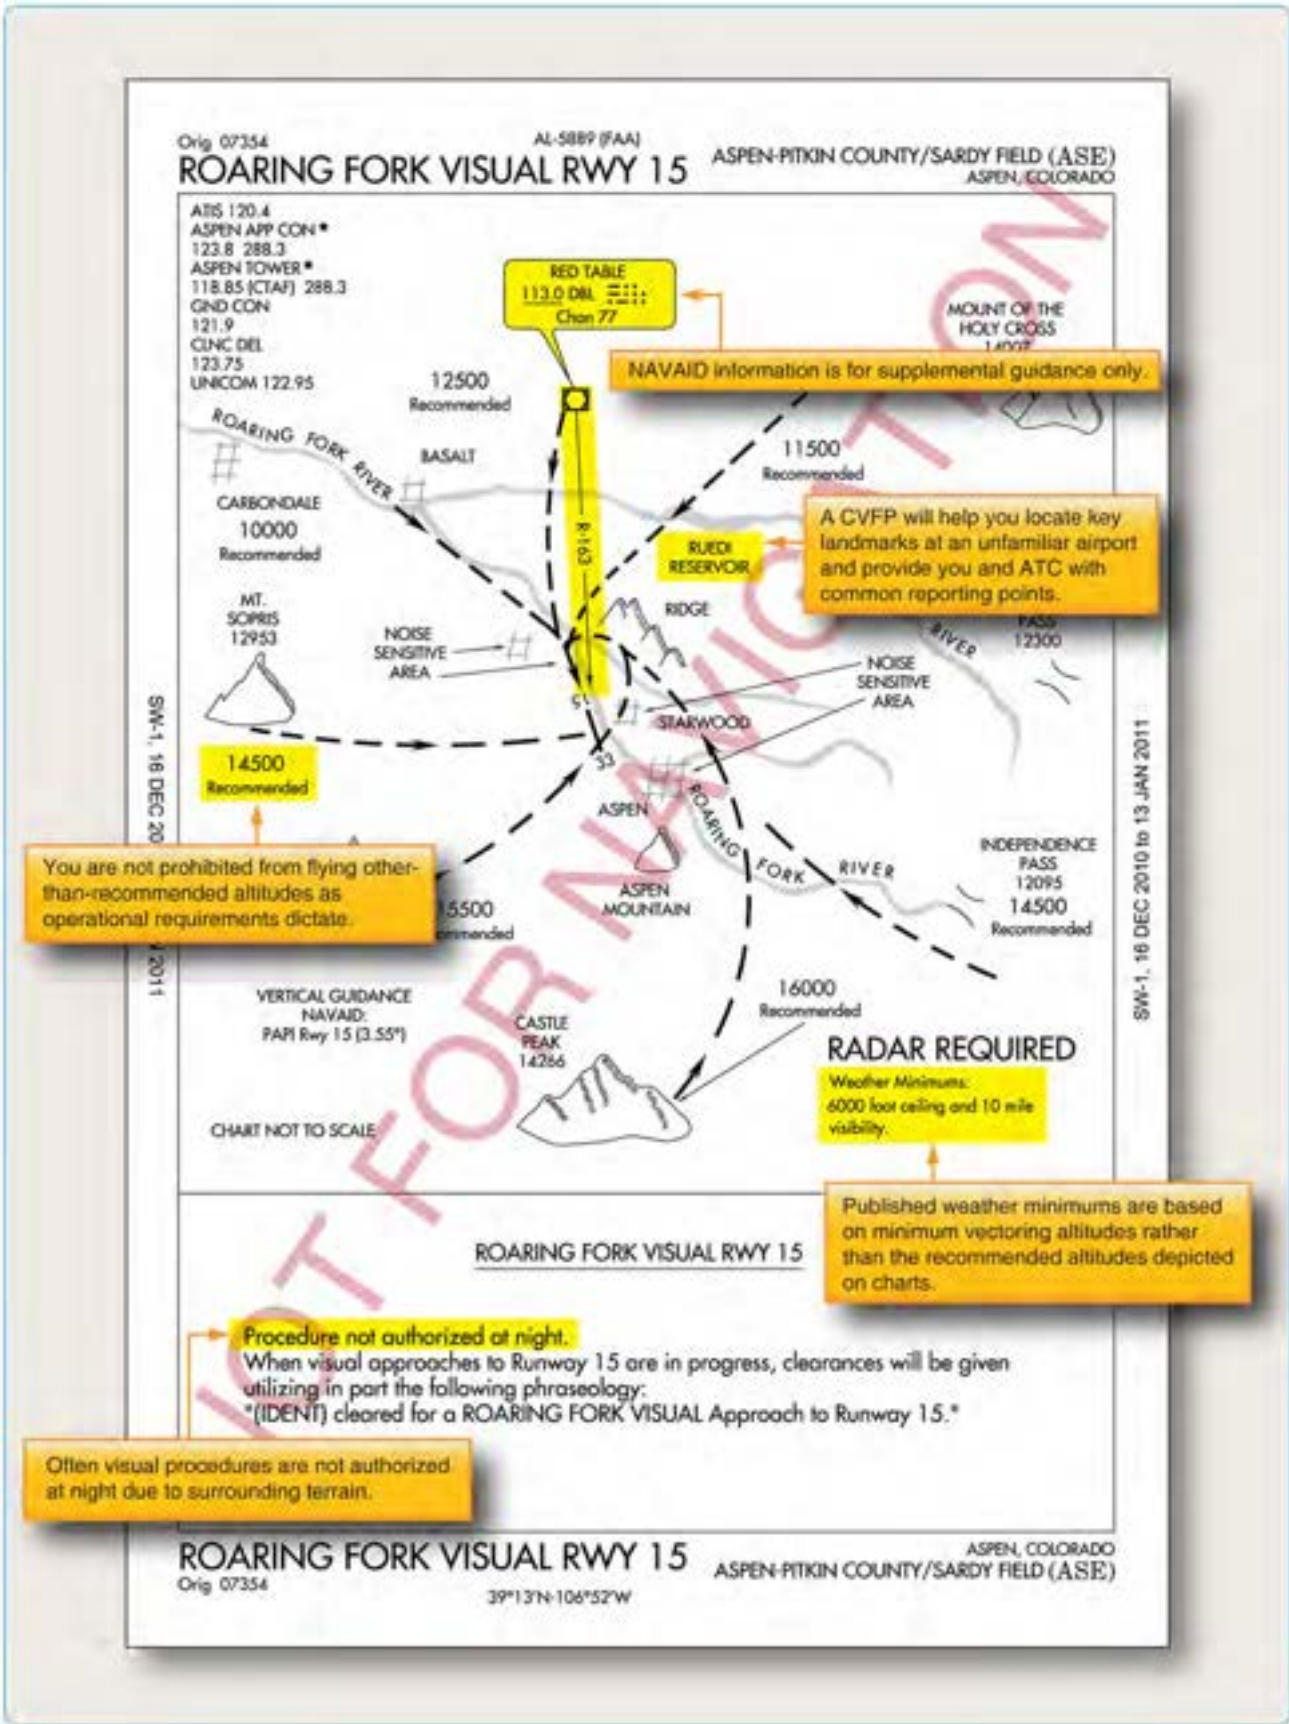 Orig 07354
AL-5889 (FAA)
ROARING FORK VISUAL RWY 15
ASPEN-PITKIN COUNTY/SARDY FIELD (ASE)
ASPEN, COLORADO
ATIS 120.4
ASPEN APP CON*
123.8 288.3
ASPEN TOWER*
118.85 (CTAF) 288.3
GND CON
121.9
CLNC DEL
123.75
UNICOM 122.95
RED TABLE
113.0 DBL
Chan 77
MOUNT OF THE
HOLY CROSS
NAVAID information is for supplemental guidance only.
12500
Recommended
ROARING FORK RIVER
BASALT
11500
Recommended
CARBONDALE
10000
Recommended
R-163
RUEDI
RESERVOIR
A CVFP will help you locate key
landmarks at an unfamiliar airport
and provide you and ATC with
common reporting points.
MT.
SOPRIS
12953
RIDGE
RIVER
PASS
12300
NOISE
SENSITIVE
AREA
NOISE
SENSITIVE
AREA
15
STARWOOD
33
14500
Recommended
ASPEN
ROARING FORK RIVER
You are not prohibited from flying other-
than-recommended altitudes as
operational requirements dictate.
ASPEN
MOUNTAIN
INDEPENDENCE
PASS
12095
14500
Recommended
5500
ommended
VERTICAL GUIDANCE
NAVAID:
PAPI Rwy 15 (3.55°)
CASTLE
PEAK
14266
16000
Recommended
RADAR REQUIRED
Weather Minimums:
6000 foot ceiling and 10 mile
visibility.
CHART NOT TO SCALE
Published weather minimums are based
on minimum vectoring altitudes rather
than the recommended altitudes depicted
on charts.
ROARING FORK VISUAL RWY 15
Procedure not authorized at night.
When visual approaches to Runway 15 are in progress, clearances will be given
utilizing in part the following phraseology:
"(IDENT) cleared for a ROARING FORK VISUAL Approach to Runway 15."
Often visual procedures are not authorized
at night due to surrounding terrain.
ROARING FORK VISUAL RWY 15
Orig 07354
39°13'N-106°52'W
ASPEN, COLORADO
ASPEN-PITKIN COUNTY/SARDY FIELD (ASE)
SW-1, 16 DEC 20
2011
SW-1, 16 DEC 2010 to 13 JAN 2011
NOT FOR NAVIGATION